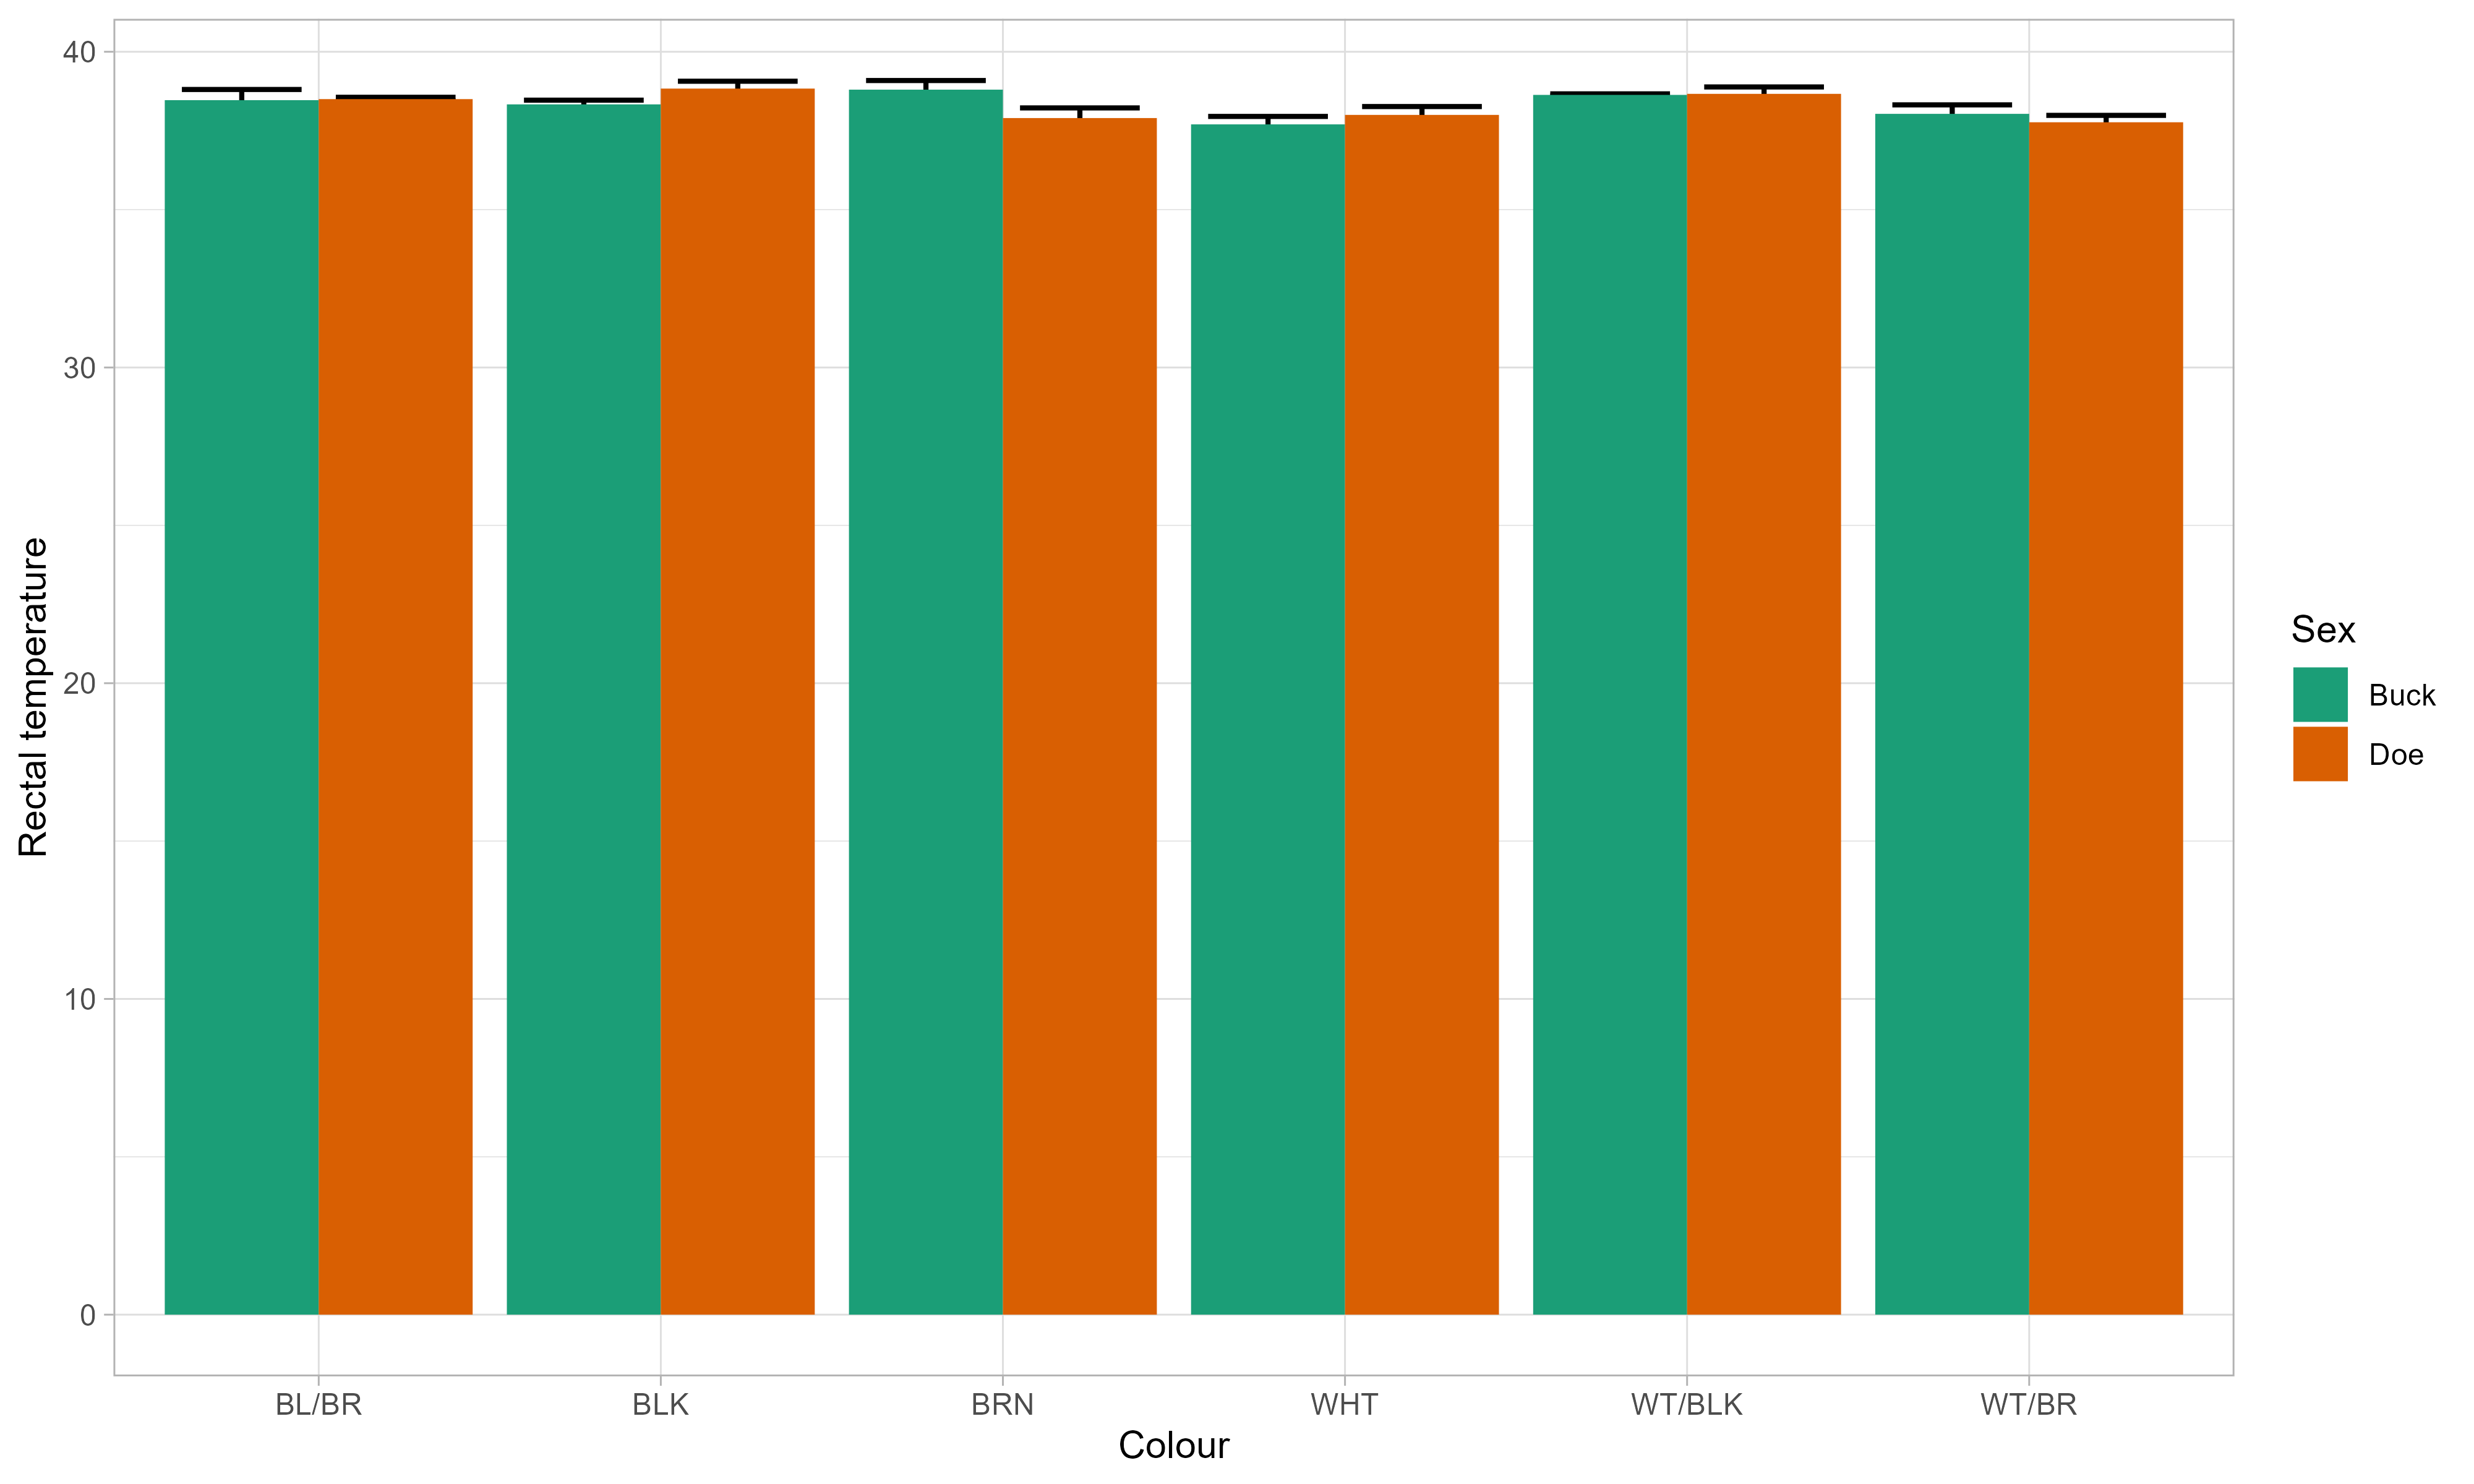 40
30
20
10
0
Rectal temperature
BL/BR BLK BRN WHT WT/BLK WT/BR
Colour
Sex
Buck
Doe